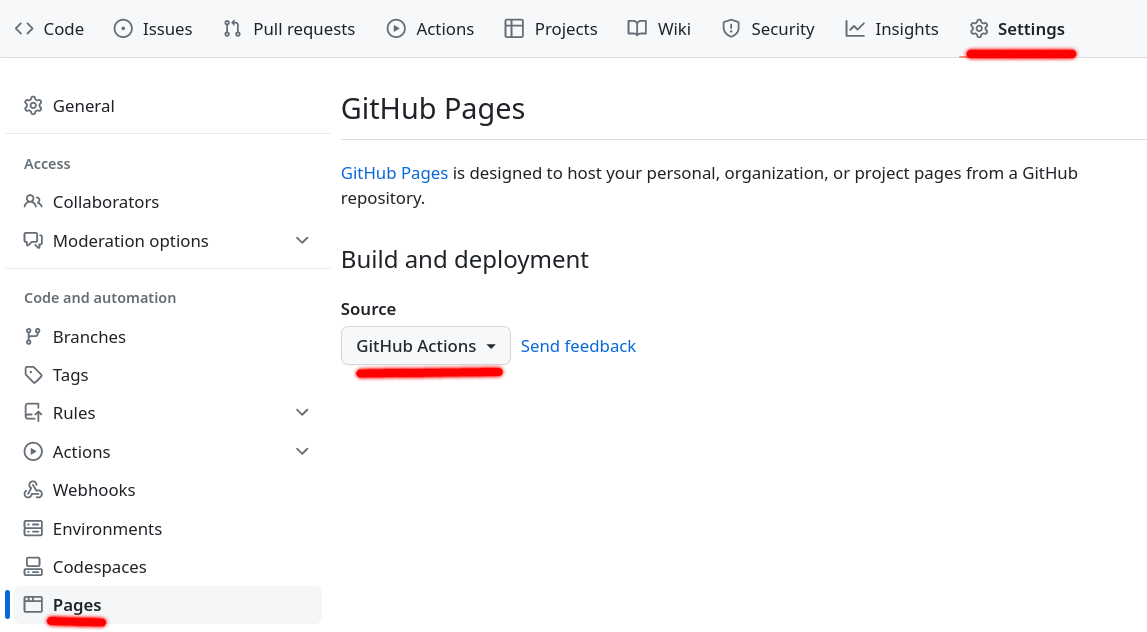 Code
Issues
Pull requests
Actions
Projects
Wiki
Security
Insights
Settings
General
Access
Collaborators
Moderation options
Code and automation
Branches
Tags
Rules
Actions
Webhooks
Environments
Codespaces
Pages
GitHub Pages
GitHub Pages is designed to host your personal, organization, or project pages from a GitHub
repository.
Build and deployment
Source
GitHub Actions
Send feedback